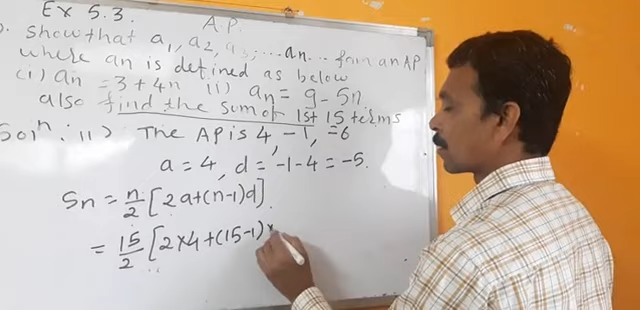 Ex 5.3.
A.P.
Show that a1, a2, a3, .... an ... form an AP
where an is defined as below
(i) an = 3 + 4n (ii) an = 9 - 5n.
also find the sum of 1st 15 terms
Soln: ii) The AP is 4, -1, =6
a = 4, d = -1-4 = -5.
Sn = n/2 [2a+(n-1)d].
= 15/2 [2×4+(15-1)×